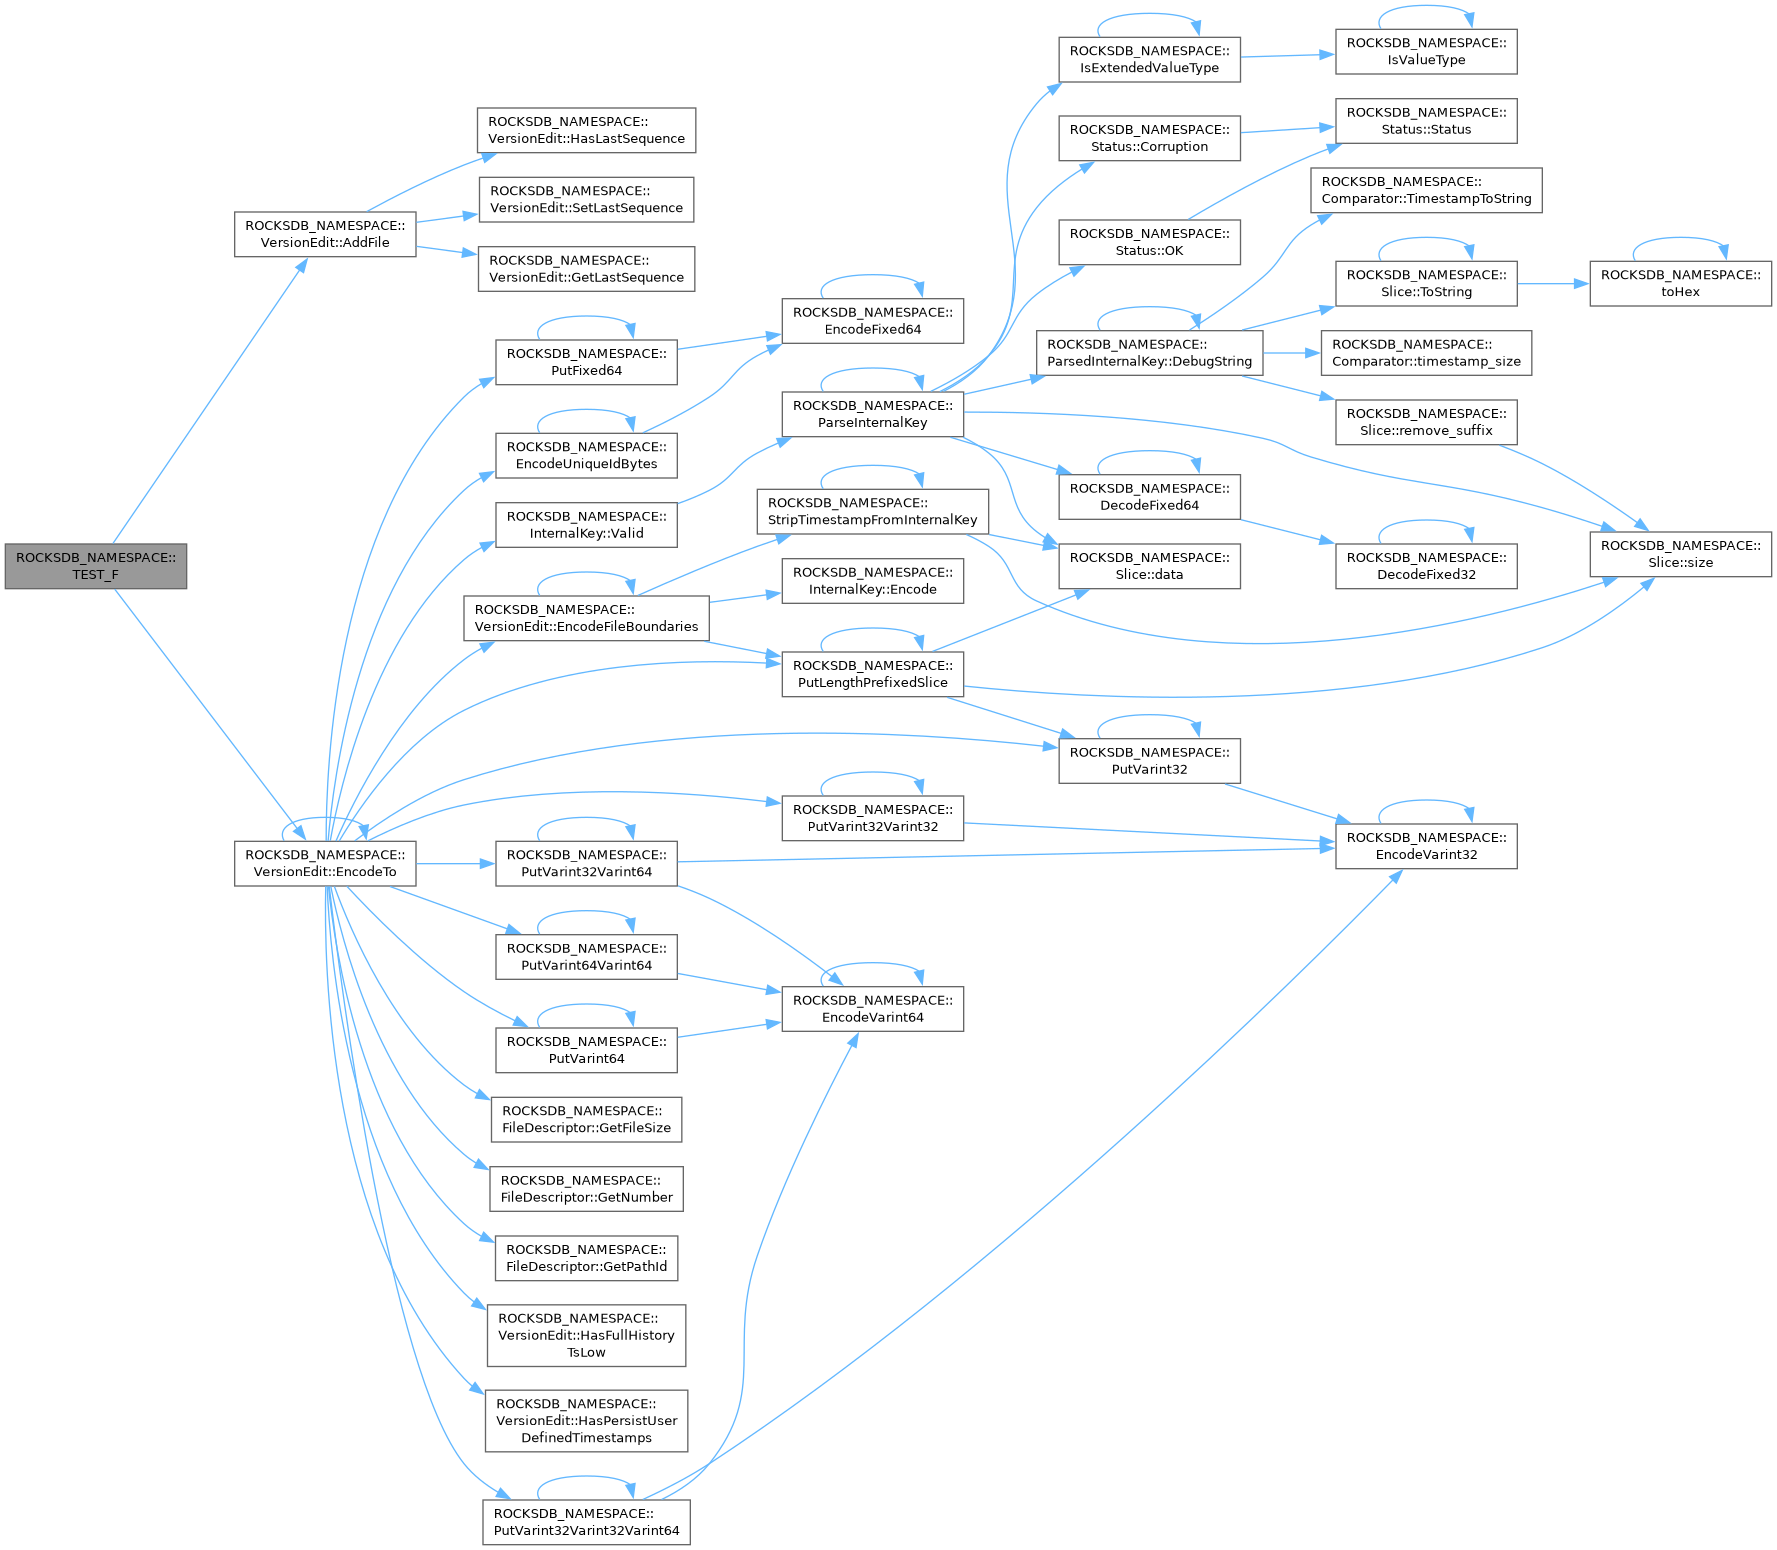 ROCKSDB_NAMESPACE::
TEST_F
ROCKSDB_NAMESPACE::
VersionEdit::AddFile
ROCKSDB_NAMESPACE::
VersionEdit::EncodeTo
ROCKSDB_NAMESPACE::
VersionEdit::HasLastSequence
ROCKSDB_NAMESPACE::
VersionEdit::SetLastSequence
ROCKSDB_NAMESPACE::
VersionEdit::GetLastSequence
ROCKSDB_NAMESPACE::
PutFixed64
ROCKSDB_NAMESPACE::
EncodeUniqueIdBytes
ROCKSDB_NAMESPACE::
InternalKey::Valid
ROCKSDB_NAMESPACE::
VersionEdit::EncodeFileBoundaries
ROCKSDB_NAMESPACE::
PutVarint32Varint64
ROCKSDB_NAMESPACE::
PutVarint64Varint64
ROCKSDB_NAMESPACE::
PutVarint64
ROCKSDB_NAMESPACE::
FileDescriptor::GetFileSize
ROCKSDB_NAMESPACE::
FileDescriptor::GetNumber
ROCKSDB_NAMESPACE::
FileDescriptor::GetPathId
ROCKSDB_NAMESPACE::
VersionEdit::HasFullHistory
TsLow
ROCKSDB_NAMESPACE::
VersionEdit::HasPersistUser
DefinedTimestamps
ROCKSDB_NAMESPACE::
PutVarint32Varint32Varint64
ROCKSDB_NAMESPACE::
EncodeFixed64
ROCKSDB_NAMESPACE::
ParseInternalKey
ROCKSDB_NAMESPACE::
StripTimestampFromInternalKey
ROCKSDB_NAMESPACE::
InternalKey::Encode
ROCKSDB_NAMESPACE::
PutLengthPrefixedSlice
ROCKSDB_NAMESPACE::
PutVarint32Varint32
ROCKSDB_NAMESPACE::
EncodeVarint64
ROCKSDB_NAMESPACE::
IsExtendedValueType
ROCKSDB_NAMESPACE::
Status::Corruption
ROCKSDB_NAMESPACE::
Status::OK
ROCKSDB_NAMESPACE::
ParsedInternalKey::DebugString
ROCKSDB_NAMESPACE::
DecodeFixed64
ROCKSDB_NAMESPACE::
Slice::data
ROCKSDB_NAMESPACE::
PutVarint32
ROCKSDB_NAMESPACE::
IsValueType
ROCKSDB_NAMESPACE::
Status::Status
ROCKSDB_NAMESPACE::
Comparator::TimestampToString
ROCKSDB_NAMESPACE::
Slice::ToString
ROCKSDB_NAMESPACE::
Comparator::timestamp_size
ROCKSDB_NAMESPACE::
Slice::remove_suffix
ROCKSDB_NAMESPACE::
DecodeFixed32
ROCKSDB_NAMESPACE::
EncodeVarint32
ROCKSDB_NAMESPACE::
toHex
ROCKSDB_NAMESPACE::
Slice::size